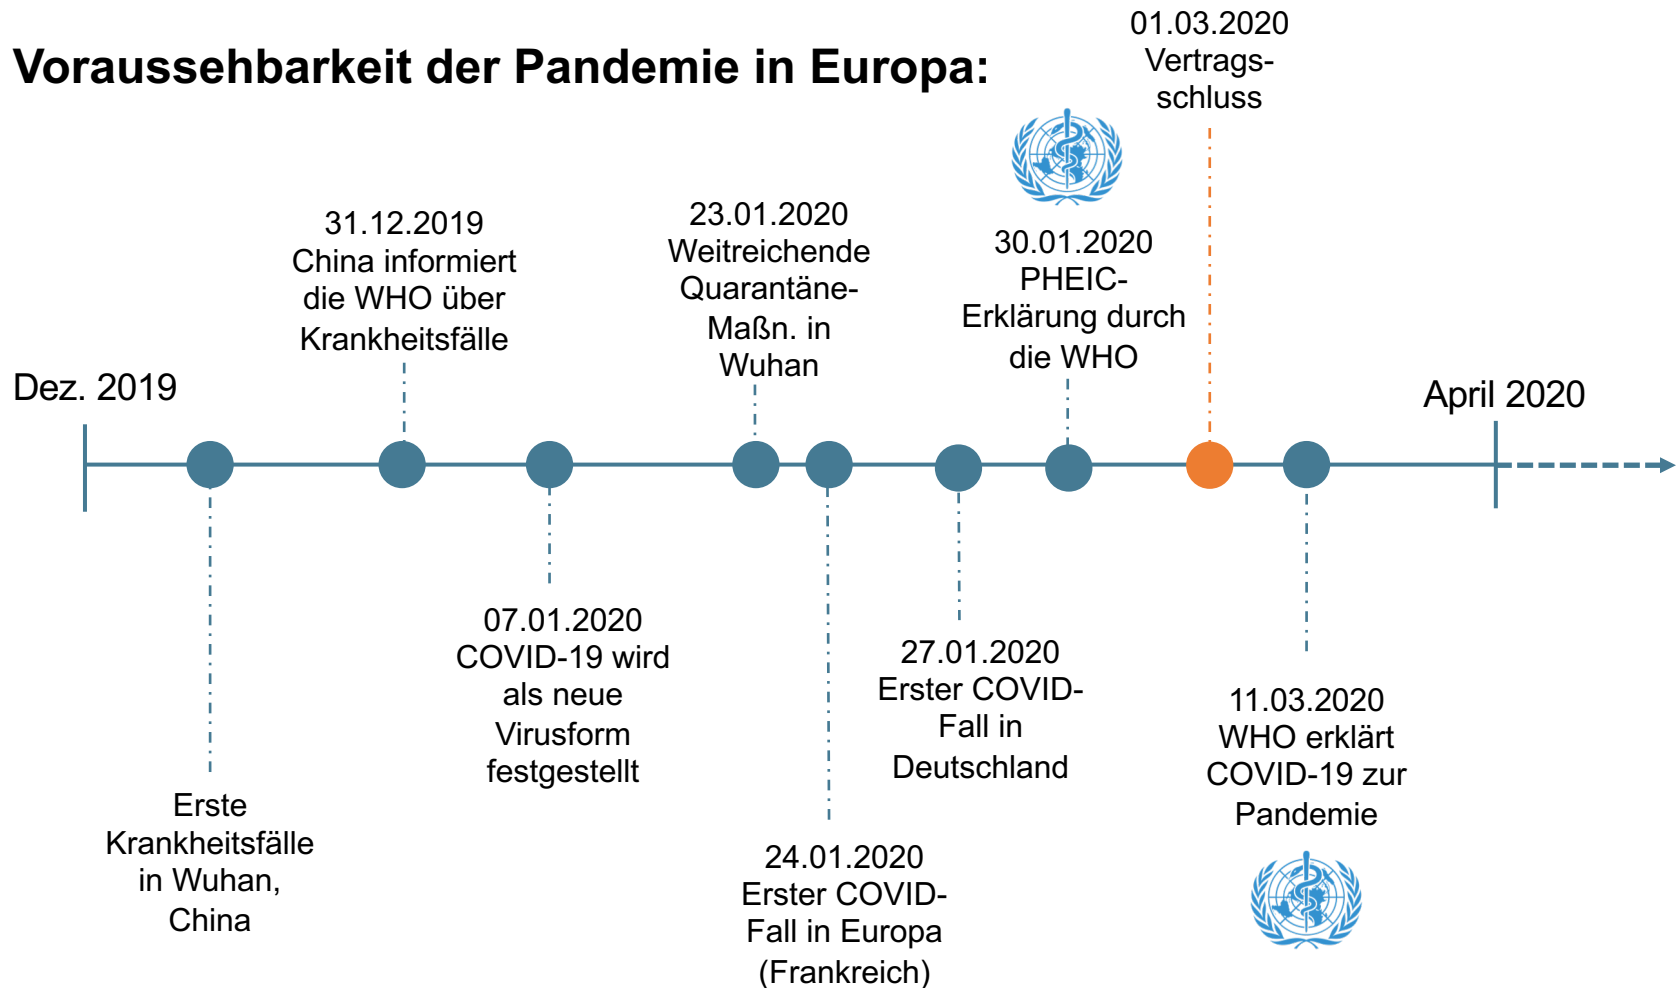 Voraussehbarkeit der Pandemie in Europa:
01.03.2020
Vertrags-
schluss
31.12.2019
China informiert
die WHO über
Krankheitsfälle
23.01.2020
Weitreichende
Quarantäne-
Maßn. in
Wuhan
30.01.2020
PHEIC-
Erklärung durch
die WHO
Dez. 2019
April 2020
Erste
Krankheitsfälle
in Wuhan,
China
07.01.2020
COVID-19 wird
als neue
Virusform
festgestellt
24.01.2020
Erster COVID-
Fall in Europa
(Frankreich)
27.01.2020
Erster COVID-
Fall in
Deutschland
11.03.2020
WHO erklärt
COVID-19 zur
Pandemie